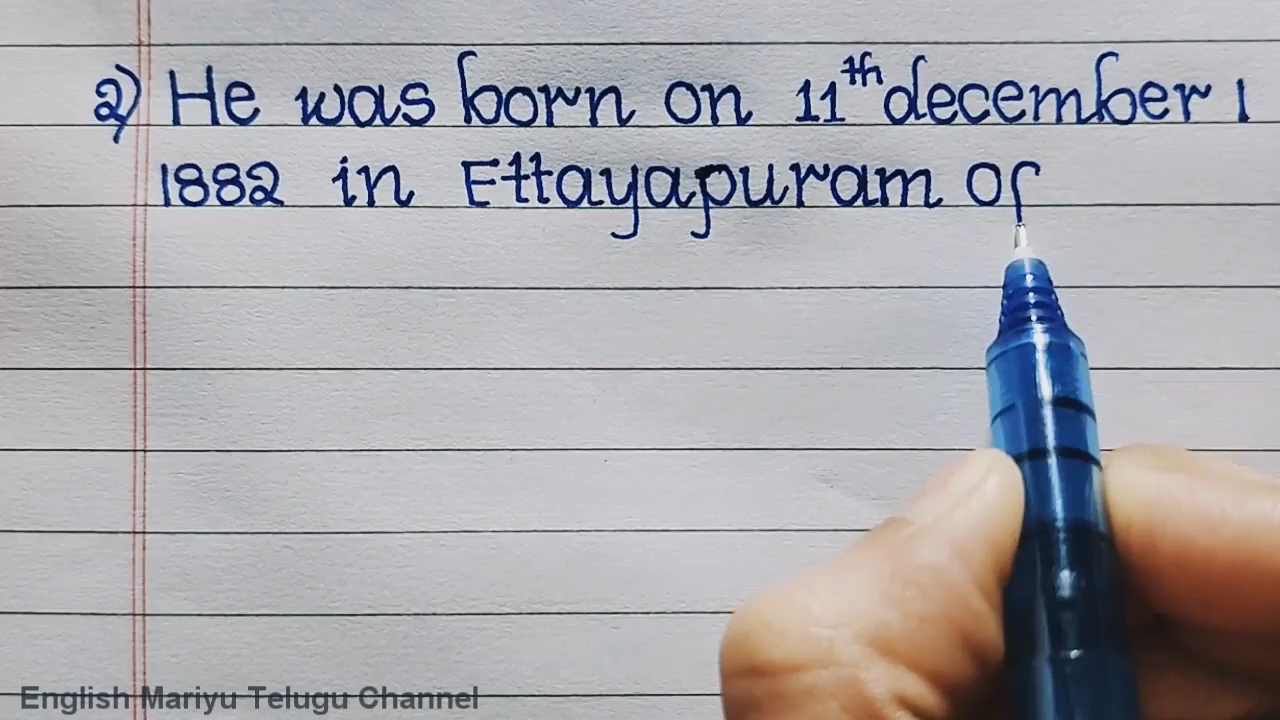 2) He was born on 11th december 1
1882 in Ettayapuram of
English Mariyu Telugu Channel